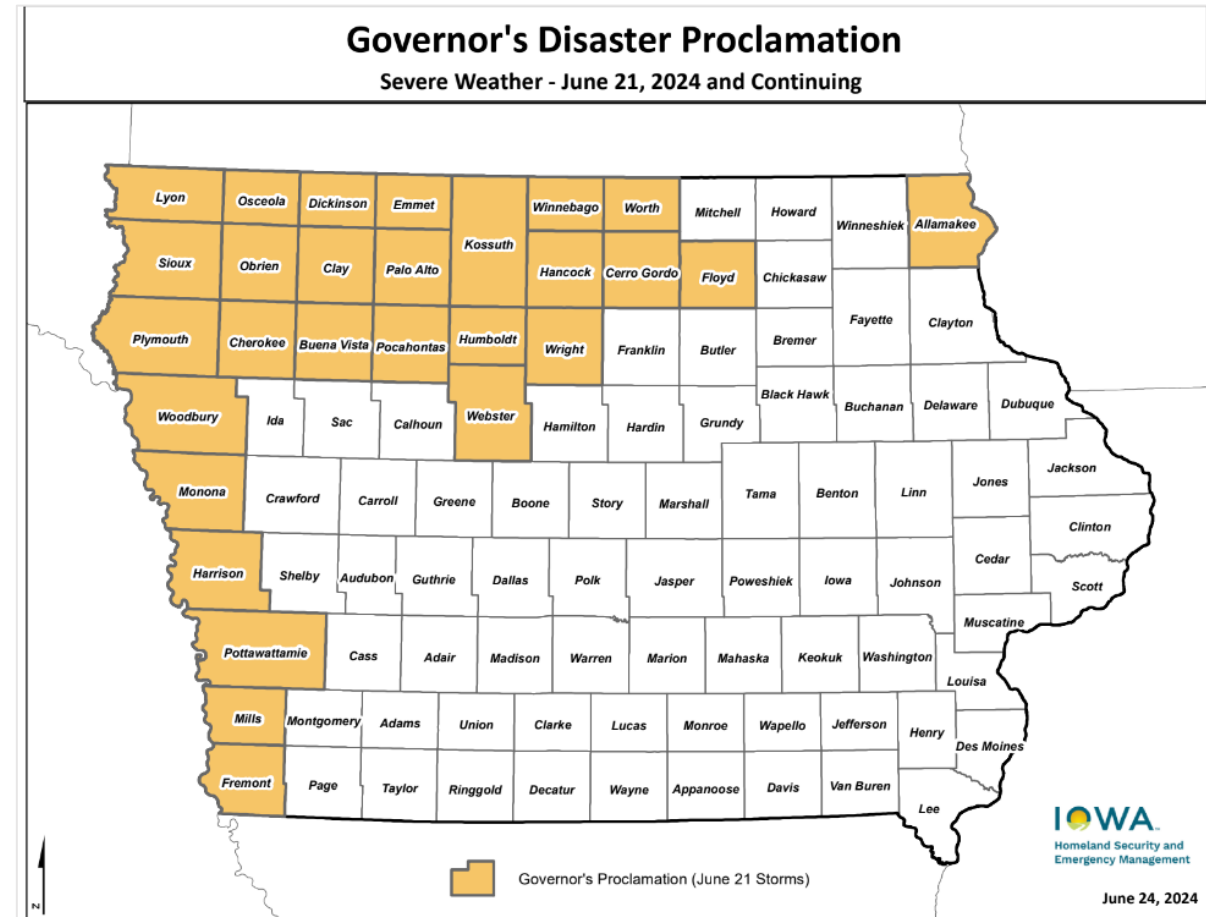 Governor's Disaster Proclamation
Severe Weather - June 21, 2024 and Continuing
Lyon
Osceola
Dickinson
Emmet
Kossuth
Winnebago
Worth
Mitchell
Howard
Winneshiek
Allamakee
Sioux
Obrien
Clay
Palo Alto
Hancock
Cerro Gordo
Floyd
Chickasaw
Plymouth
Cherokee
Buena Vista
Pocahontas
Humboldt
Wright
Franklin
Butler
Bremer
Fayette
Clayton
Woodbury
Ida
Sac
Calhoun
Webster
Hamilton
Hardin
Grundy
Black Hawk
Buchanan
Delaware
Dubuque
Monona
Crawford
Carroll
Greene
Boone
Story
Marshall
Tama
Benton
Linn
Jones
Jackson
Clinton
Harrison
Shelby
Audubon
Guthrie
Dallas
Polk
Jasper
Poweshiek
Iowa
Johnson
Cedar
Scott
Muscatine
Pottawattamie
Cass
Adair
Madison
Warren
Marion
Mahaska
Keokuk
Washington
Louisa
Mills
Montgomery
Adams
Union
Clarke
Lucas
Monroe
Wapello
Jefferson
Henry
Des Moines
Fremont
Page
Taylor
Ringgold
Decatur
Wayne
Appanoose
Davis
Van Buren
Lee
IOWA™
Homeland Security and
Emergency Management
Governor's Proclamation (June 21 Storms)
June 24, 2024
N